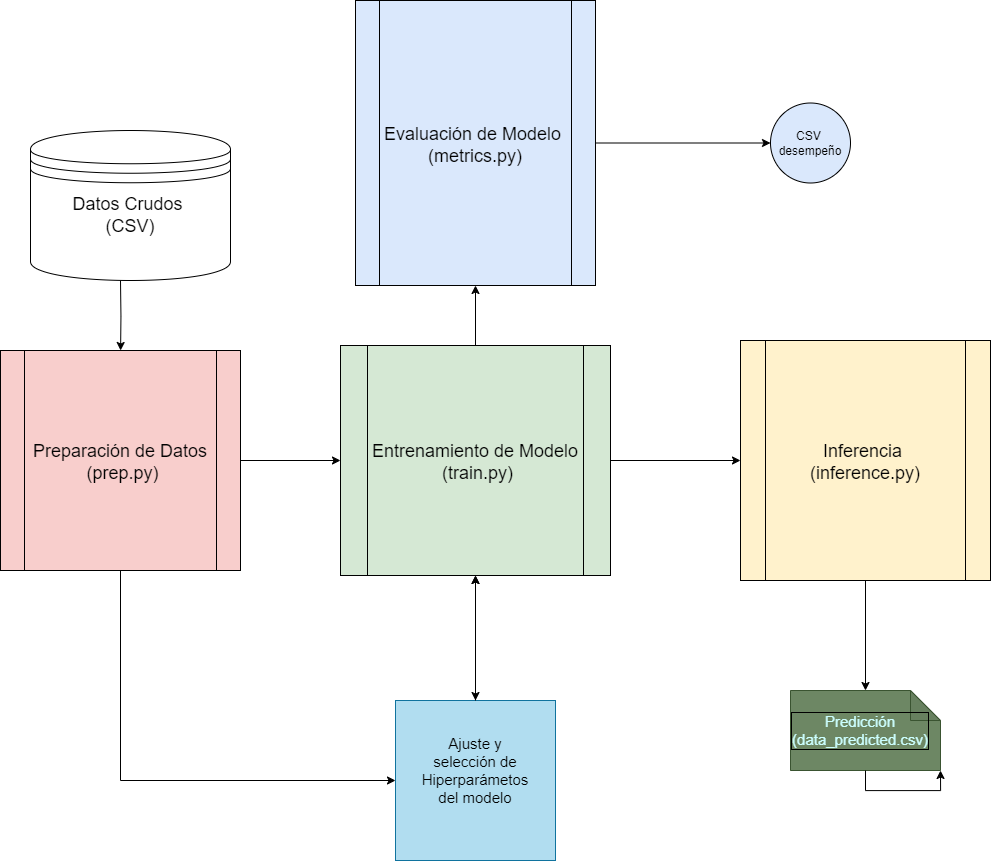 Evaluación de Modelo
(metrics.py)
CSV
desempeño
Datos Crudos
(CSV)
Preparación de Datos
(prep.py)
Entrenamiento de Modelo
(train.py)
Inferencia
(inference.py)
Predicción
(data_predicted.csv)
Ajuste y
selección de
Hiperparámetos
del modelo